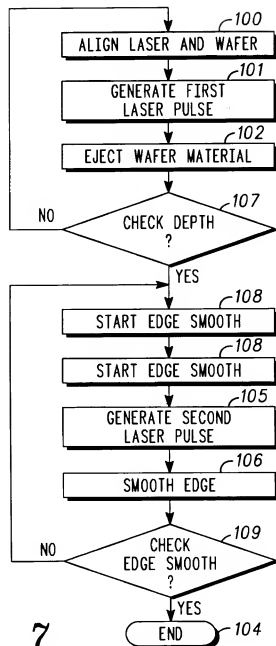 100
ALIGN LASER AND WAFER
101
GENERATE FIRST
LASER PULSE
102
EJECT WAFER MATERIAL
107
CHECK DEPTH
?
NO
YES
108
START EDGE SMOOTH
108
START EDGE SMOOTH
105
GENERATE SECOND
LASER PULSE
106
SMOOTH EDGE
109
CHECK
EDGE SMOOTH
?
NO
YES
END
104
7